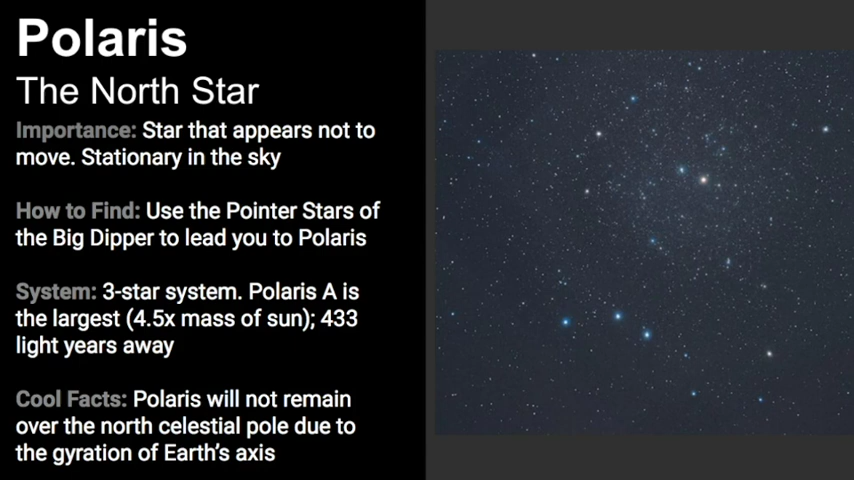 Polaris
The North Star
Importance: Star that appears not to
move. Stationary in the sky
How to Find: Use the Pointer Stars of
the Big Dipper to lead you to Polaris
System: 3-star system. Polaris A is
the largest (4.5x mass of sun); 433
light years away
Cool Facts: Polaris will not remain
over the north celestial pole due to
the gyration of Earth's axis